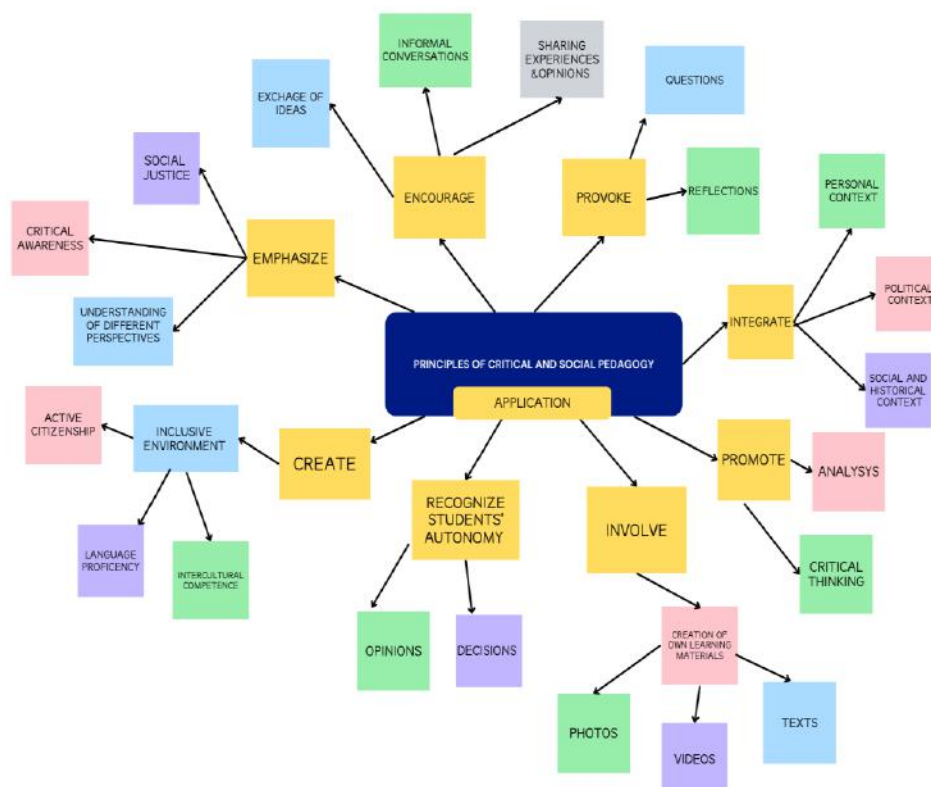 INFORMAL
CONVERSATIONS
SHARING
EXPERIENCES
&OPINIONS
QUESTIONS
EXCHAGE OF
IDEAS
SOCIAL
JUSTICE
ENCOURAGE
PROVOKE
REFLECTIONS
PERSONAL
CONTEXT
CRITICAL
AWARENESS
EMPHASIZE
UNDERSTANDING
OF DIFFERENT
PERSPECTIVES
INTEGRATE
POLITICAL
CONTEXT
PRINCIPLES OF CRITICAL AND SOCIAL PEDAGOGY
APPLICATION
SOCIAL AND
HISTORICAL
CONTEXT
ACTIVE
CITIZENSHIP
INCLUSIVE
ENVIRONMENT
CREATE
RECOGNIZE
STUDENTS'
AUTONOMY
INVOLVE
PROMOTE
ANALYSYS
LANGUAGE
PROFICENCY
INTERCULTURAL
COMPETENCE
CRITICAL
THINKING
OPINIONS
DECISIONS
CREATION OF
OWN LEARNING
MATERIALS
PHOTOS
VIDEOS
TEXTS